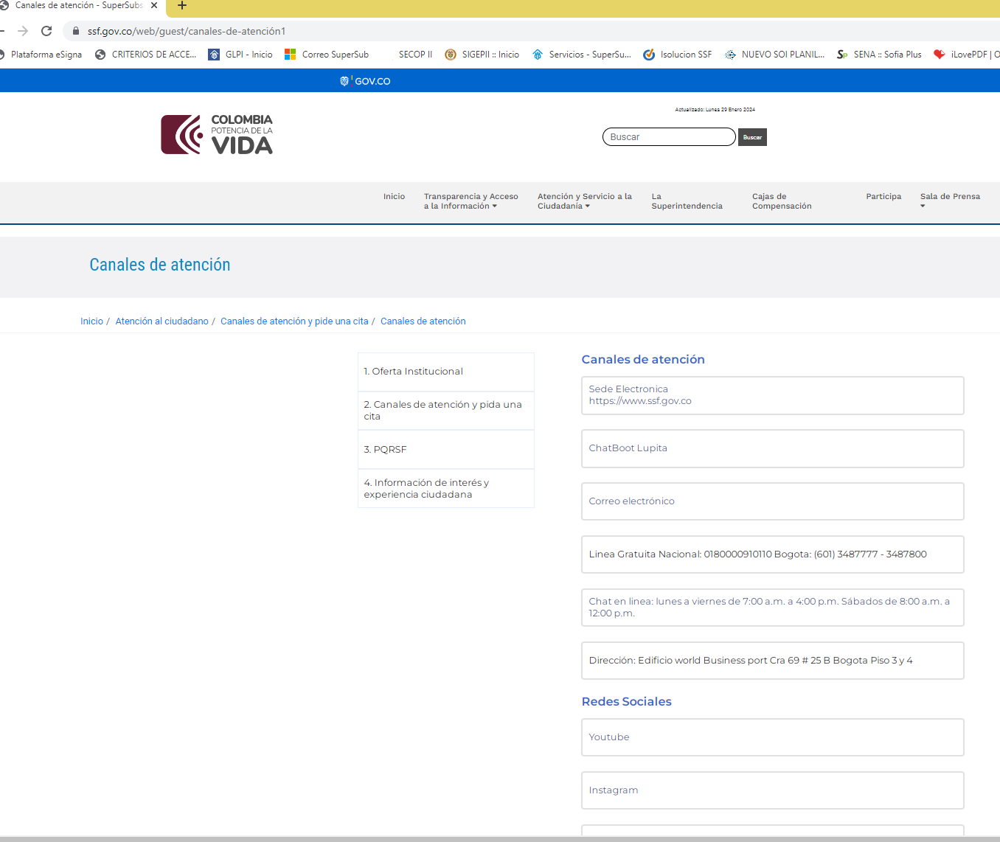 Canales de atención - SuperSubs
ssf.gov.co/web/guest/canales-de-atención1
Plataforma eSigna
CRITERIOS DE ACCE...
GLPI - Inicio
Correo SuperSub
SECOP II
SIGEPII :: Inicio
Servicios - SuperSu...
Isolucion SSF
NUEVO SOI PLANIL...
SENA :: Sofia Plus
iLovePDF | O
GOV.CO
COLOMBIA
POTENCIA DE LA
VIDA
Actualizado: Lunes 29 Enero 2024
Buscar
Buscar
Inicio
Transparencia y Acceso
a la Información
Atención y Servicio a la
Ciudadanía
La
Superintendencia
Cajas de
Compensación
Participa
Sala de Prensa
Canales de atención
Inicio / Atención al ciudadano / Canales de atención y pide una cita / Canales de atención
1. Oferta Institucional
2. Canales de atención y pida una
cita
3. PQRSF
4. Información de interés y
experiencia ciudadana
Canales de atención
Sede Electronica
https://www.ssf.gov.co
ChatBoot Lupita
Correo electrónico
Linea Gratuita Nacional: 0180000910110 Bogota: (601) 3487777 - 3487800
Chat en linea: lunes a viernes de 7:00 a.m. a 4:00 p.m. Sábados de 8:00 a.m. a
12:00 p.m.
Dirección: Edificio world Business port Cra 69 # 25 B Bogota Piso 3 y 4
Redes Sociales
Youtube
Instagram